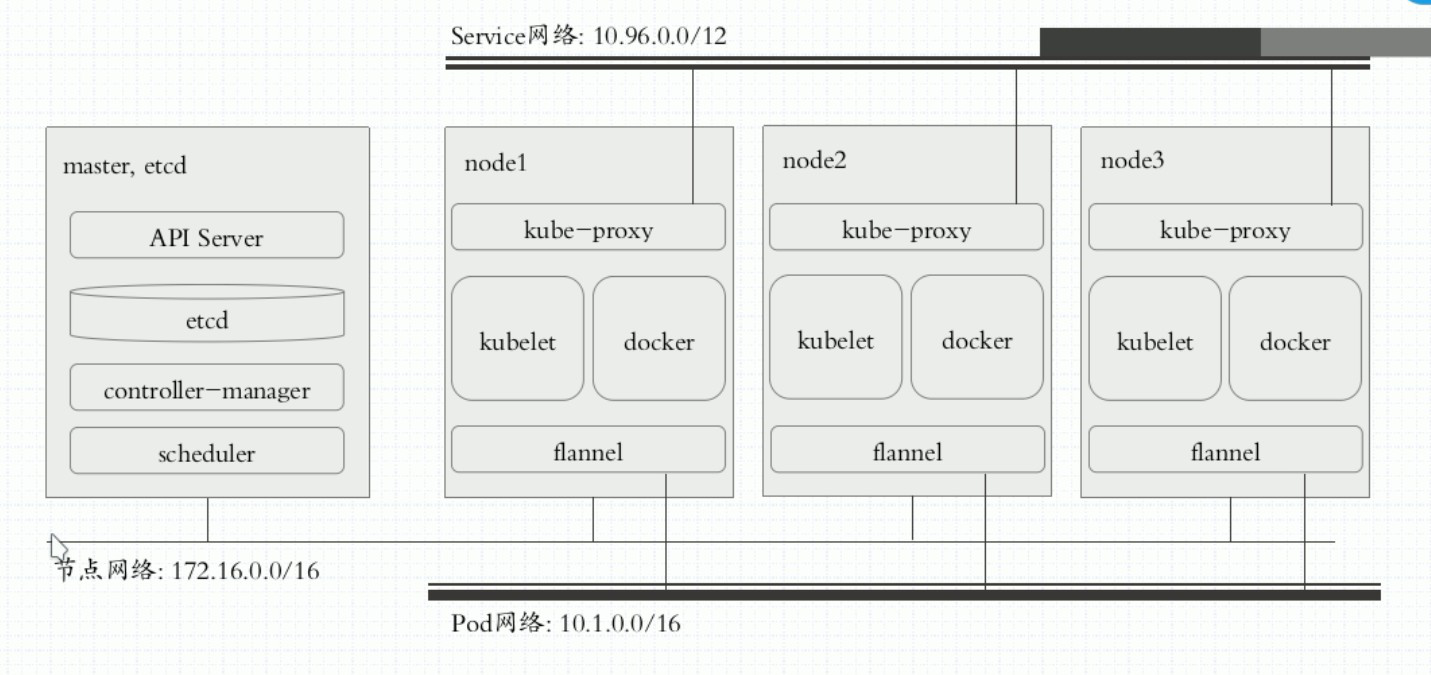 Service网络: 10.96.0.0/12
master, etcd
API Server
etcd
controller-manager
scheduler
node1
kube-proxy
kubelet
docker
flannel
node2
kube-proxy
kubelet
docker
flannel
node3
kube-proxy
kubelet
docker
flannel
节点网络: 172.16.0.0/16
Pod网络: 10.1.0.0/16